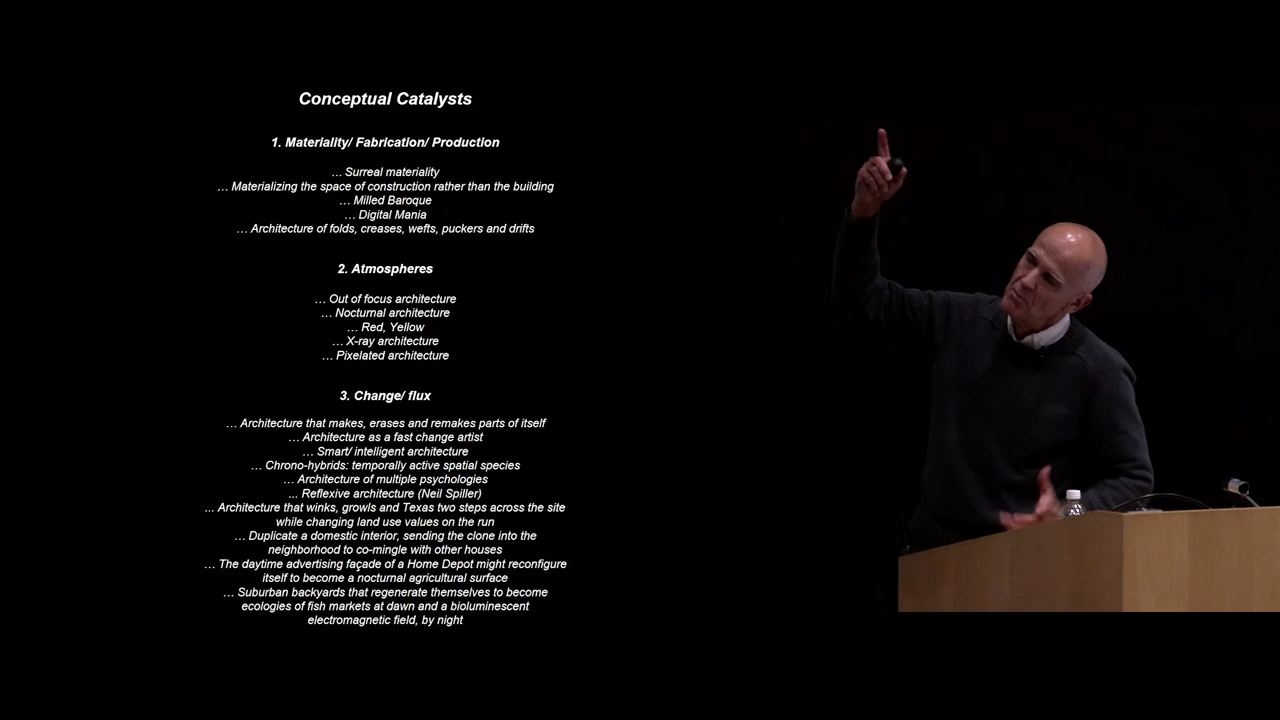 Conceptual Catalysts
1. Materiality/ Fabrication/ Production
… Surreal materiality
… Materializing the space of construction rather than the building
… Milled Baroque
… Digital Mania
… Architecture of folds, creases, wefts, puckers and drifts
2. Atmospheres
… Out of focus architecture
… Nocturnal architecture
… Red, Yellow
… X-ray architecture
… Pixelated architecture
3. Change/ flux
… Architecture that makes, erases and remakes parts of itself
… Architecture as a fast change artist
… Smart/ intelligent architecture
… Chrono-hybrids: temporally active spatial species
… Architecture of multiple psychologies
... Reflexive architecture (Neil Spiller)
... Architecture that winks, growls and Texas two steps across the site
while changing land use values on the run
… Duplicate a domestic interior, sending the clone into the
neighborhood to co-mingle with other houses
… The daytime advertising façade of a Home Depot might reconfigure
itself to become a nocturnal agricultural surface
… Suburban backyards that regenerate themselves to become
ecologies of fish markets at dawn and a bioluminescent
electromagnetic field, by night